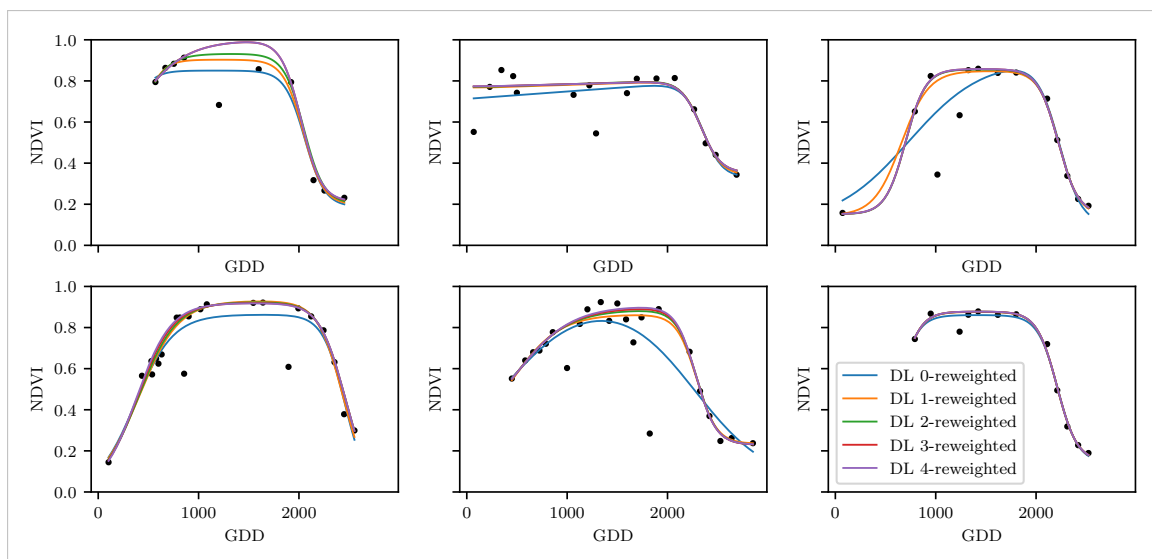 1.0
0.8
0.6
0.4
0.2
0.0
NDVI
GDD
NDVI
GDD
NDVI
GDD
1.0
0.8
0.6
0.4
0.2
0.0
NDVI
0 1000 2000
GDD
NDVI
0 1000 2000
GDD
NDVI
0 1000 2000
GDD
DL 0-reweighted
DL 1-reweighted
DL 2-reweighted
DL 3-reweighted
DL 4-reweighted